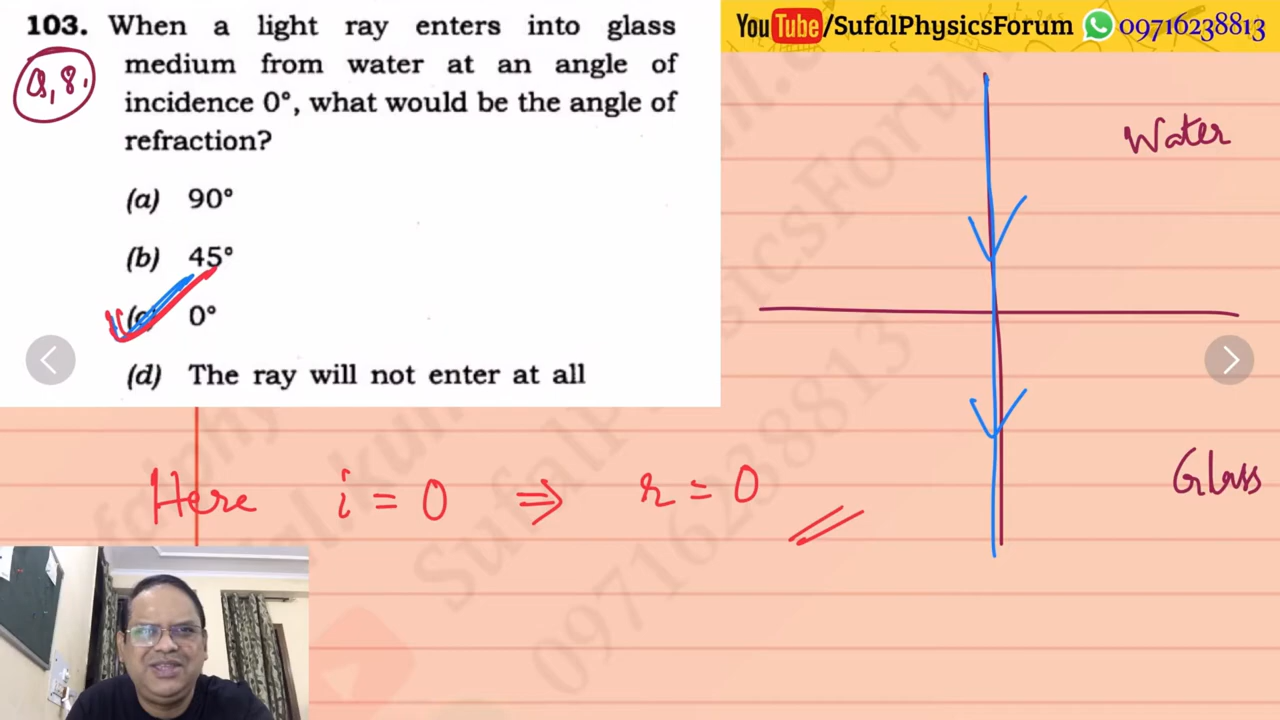 103. When a light ray enters into glass
medium from water at an angle of
incidence 0°, what would be the angle of
refraction?
Q,8.
(a) 90°
(b) 45°
(c) 0°
(d) The ray will not enter at all
YouTube/SufalPhysicsForum 09716238813
Water
Glass
Here i = 0 ⇒ r = 0
SufalphysicsForum
09716238813